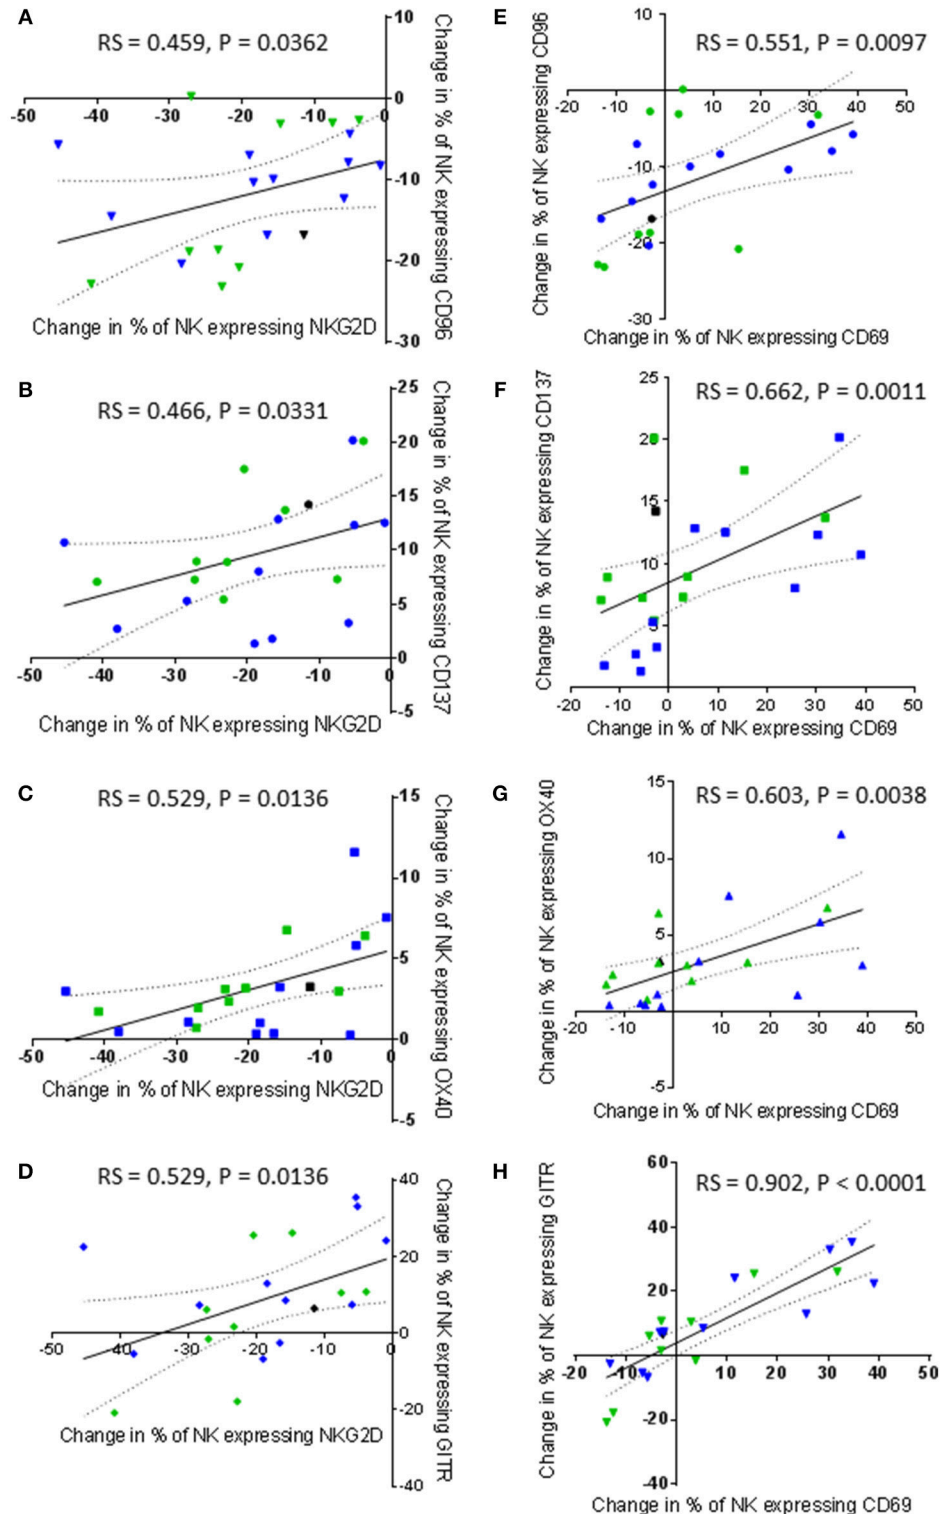 A
RS = 0.459, P = 0.0362
10
-50
-40
-30
-20
-10
0
0
-10
-20
-30
Change in % of NK expressing NKG2D
Change in % of NK expressing CD96
E
RS = 0.551, P = 0.0097
10
-20
-10
10
20
30
40
50
-10
-20
-30
Change in % of NK expressing CD69
Change in % of NK expressing CD96
B
RS = 0.466, P = 0.0331
25
20
15
10
5
0
-5
-50
-40
-30
-20
-10
0
Change in % of NK expressing NKG2D
Change in % of NK expressing CD137
F
RS = 0.662, P = 0.0011
25
20
15
10
5
-20
-10
0
10
20
30
40
50
Change in % of NK expressing CD69
Change in % of NK expressing CD137
C
RS = 0.529, P = 0.0136
15
10
5
0
-5
-50
-40
-30
-20
-10
0
Change in % of NK expressing NKG2D
Change in % of NK expressing OX40
G
RS = 0.603, P = 0.0038
15
10
5
-5
-20
-10
0
10
20
30
40
50
Change in % of NK expressing CD69
Change in % of NK expressing OX40
D
RS = 0.529, P = 0.0136
40
20
0
-20
-40
-50
-40
-30
-20
-10
0
Change in % of NK expressing NKG2D
Change in % of NK expressing GITR
H
RS = 0.902, P < 0.0001
60
40
20
-20
-40
-20
-10
0
10
20
30
40
50
Change in % of NK expressing CD69
Change in % of NK expressing GITR